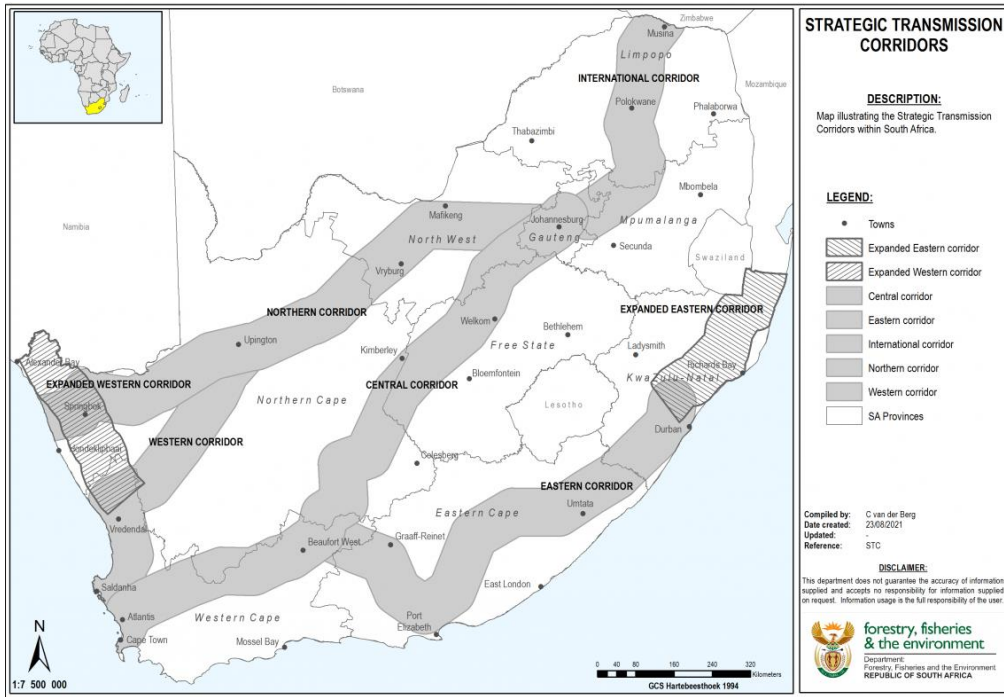 STRATEGIC TRANSMISSION
CORRIDORS
DESCRIPTION:
Map illustrating the Strategic Transmission
Corridors within South Africa.
LEGEND:
Towns
Expanded Eastern corridor
Expanded Western corridor
Central corridor
Eastern corridor
International corridor
Northern corridor
Western corridor
SA Provinces
Compiled by: C van der Berg
Date created: 23/08/2021
Updated: -
Reference: STC
DISCLAIMER:
This department does not guarantee the accuracy of information
supplied and accepts no responsibility for information supplied
on request. Information usage is the full responsibility of the user.
forestry, fisheries
& the environment
Department:
Forestry, Fisheries and the Environment
REPUBLIC OF SOUTH AFRICA
Zimbabwe
Musina
Limpopo
INTERNATIONAL CORRIDOR
Botswana
Mozambique
Polokwane
Phalaborwa
Thabazimbi
Mbombela
Mafikeng
Johannesburg
Mpumalanga
Namibia
North West
Gauteng
Secunda
Swaziland
Vryburg
NORTHERN CORRIDOR
EXPANDED EASTERN CORRIDOR
Welkom
Bethlehem
Upington
Free State
Kimberley
Ladysmith
Alexander Bay
Richards Bay
EXPANDED WESTERN CORRIDOR
CENTRAL CORRIDOR
Bloemfontein
KwaZulu-Natal
Northern Cape
Springbok
Lesotho
Durban
WESTERN CORRIDOR
Hondeklipbaai
Colesberg
EASTERN CORRIDOR
Umtata
Eastern Cape
Vredendal
Beaufort West
Graaff-Reinet
East London
Saldanha
Atlantis
Western Cape
Port
Elizabeth
Cape Town
Mossel Bay
N
1:7 500 000
0 40 80 160 240 320
Kilometers
GCS Hartebeesthoek 1994